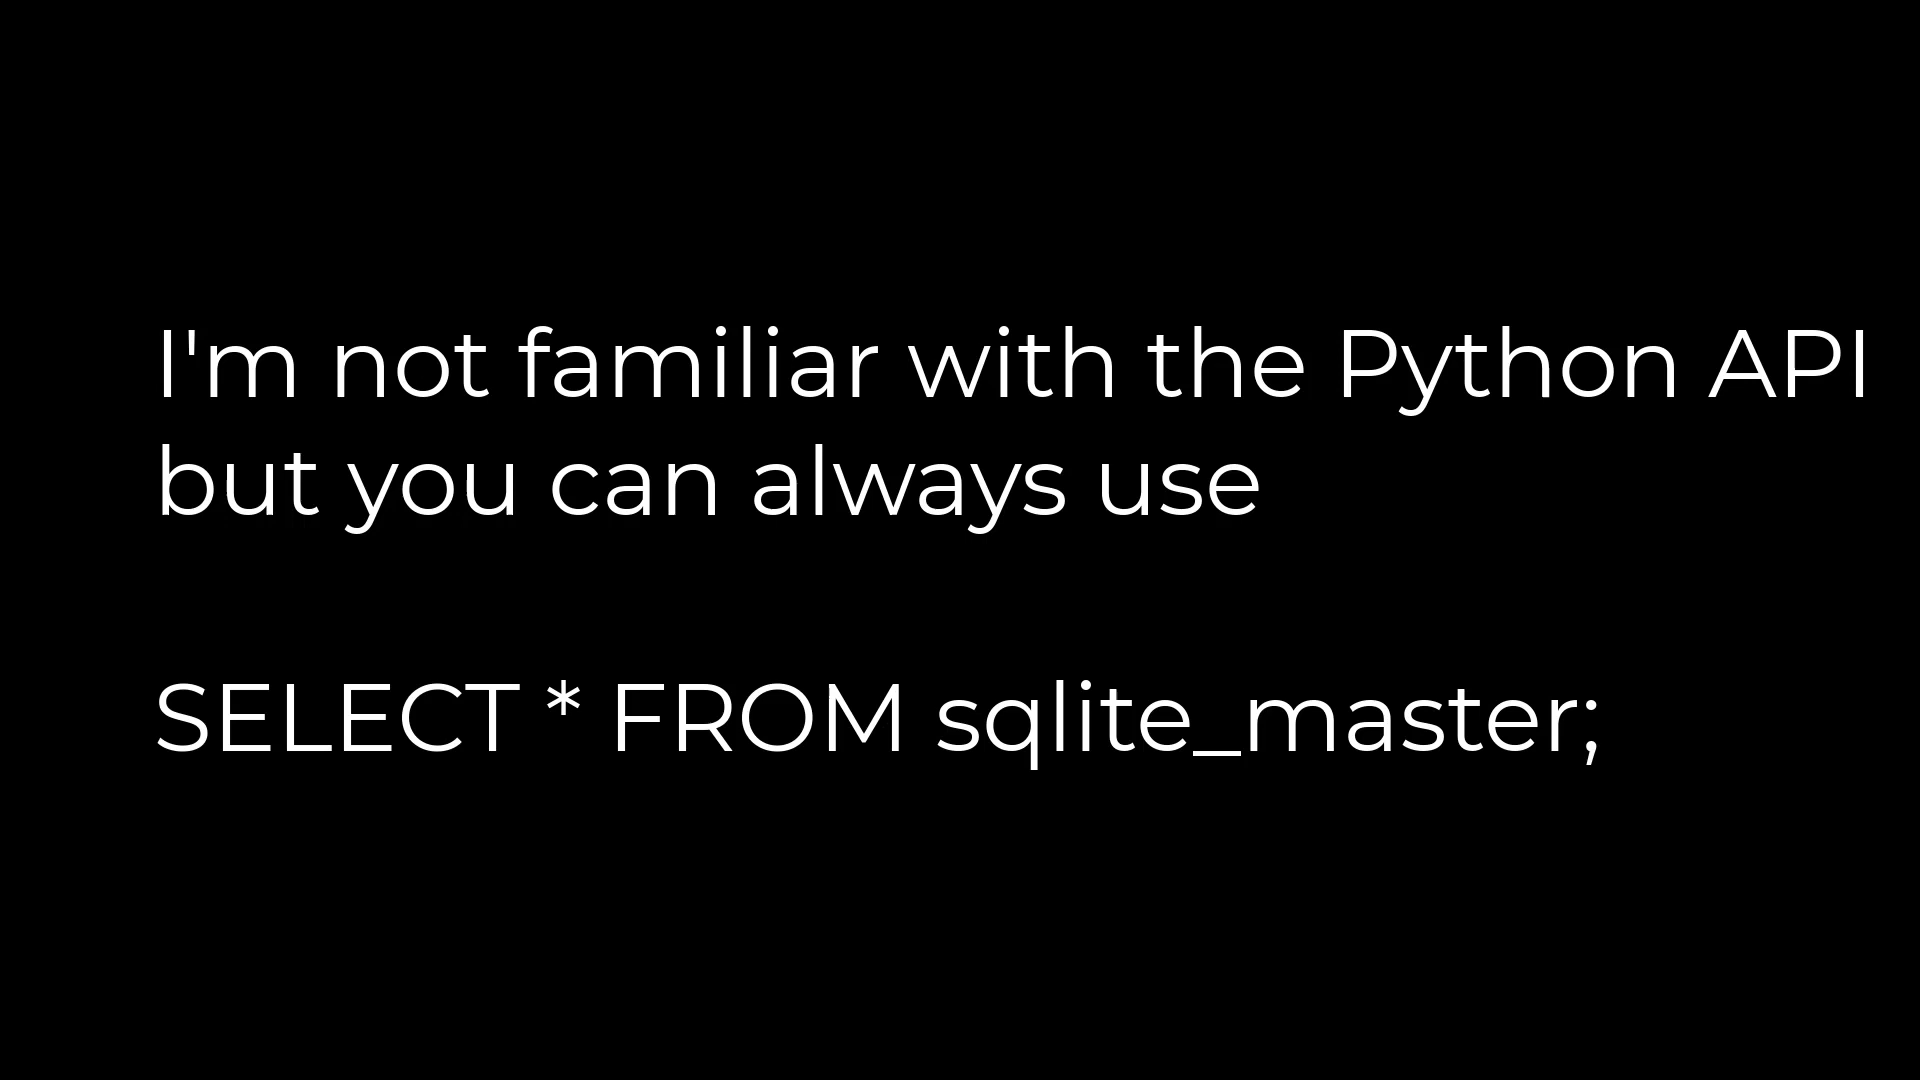 I'm not familiar with the Python API
but you can always use
SELECT * FROM sqlite_master;